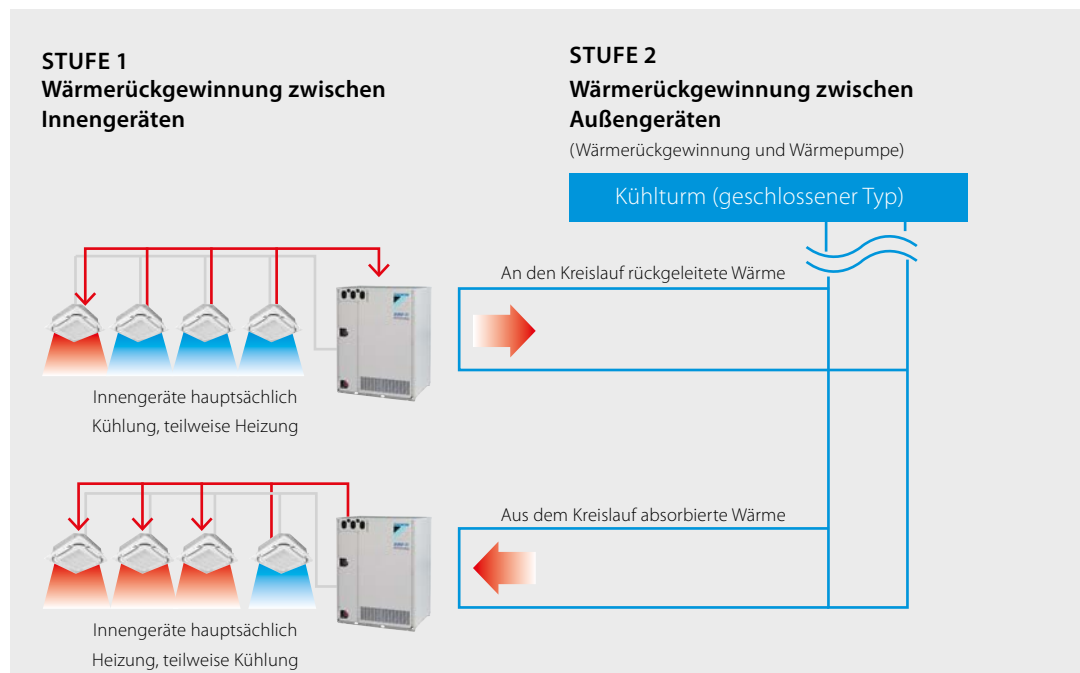 STUFE 1
Wärmerückgewinnung zwischen
Innengeräten
STUFE 2
Wärmerückgewinnung zwischen
Außengeräten
(Wärmerückgewinnung und Wärmepumpe)
Kühlturm (geschlossener Typ)
An den Kreislauf rückgeleitete Wärme
Innengeräte hauptsächlich
Kühlung, teilweise Heizung
Aus dem Kreislauf absorbierte Wärme
Innengeräte hauptsächlich
Heizung, teilweise Kühlung